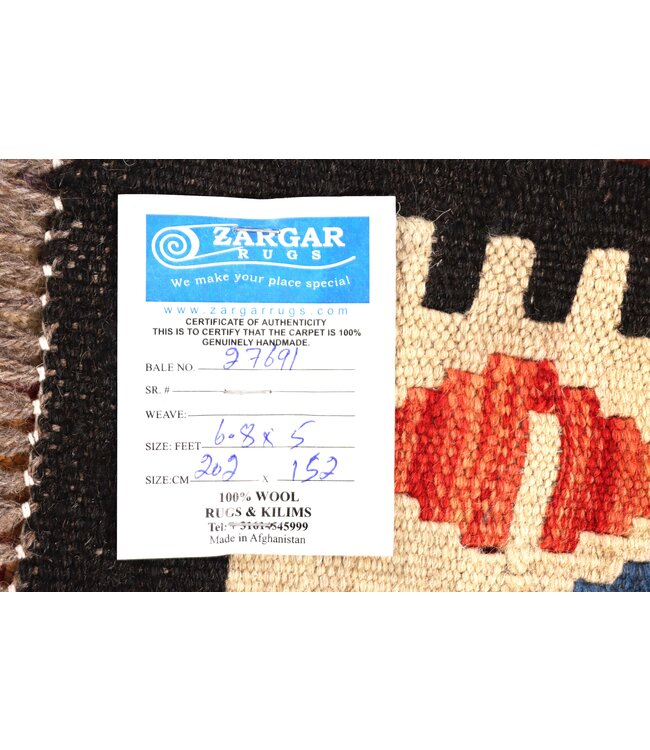 ZARGAR
RUGS
We make your place special
www.zargarrugs.com
CERTIFICATE OF AUTHENTICITY
THIS IS TO CERTIFY THAT THE CARPET IS 100%
GENUINELY HANDMADE.
BALE NO. 27691
SR. #
WEAVE:
SIZE: FEET 6.8 x 5
SIZE:CM 202 x 152
100% WOOL
RUGS & KILIMS
Tel: + 31614545999
Made in Afghanistan